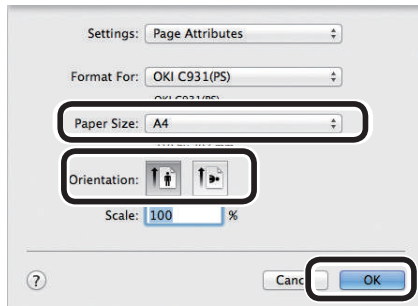 Settings: Page Attributes
Format For: OKI C931(PS)
OKI C931(PS)
Paper Size: A4
Orientation:
Scale: 100 %
? Canc OK